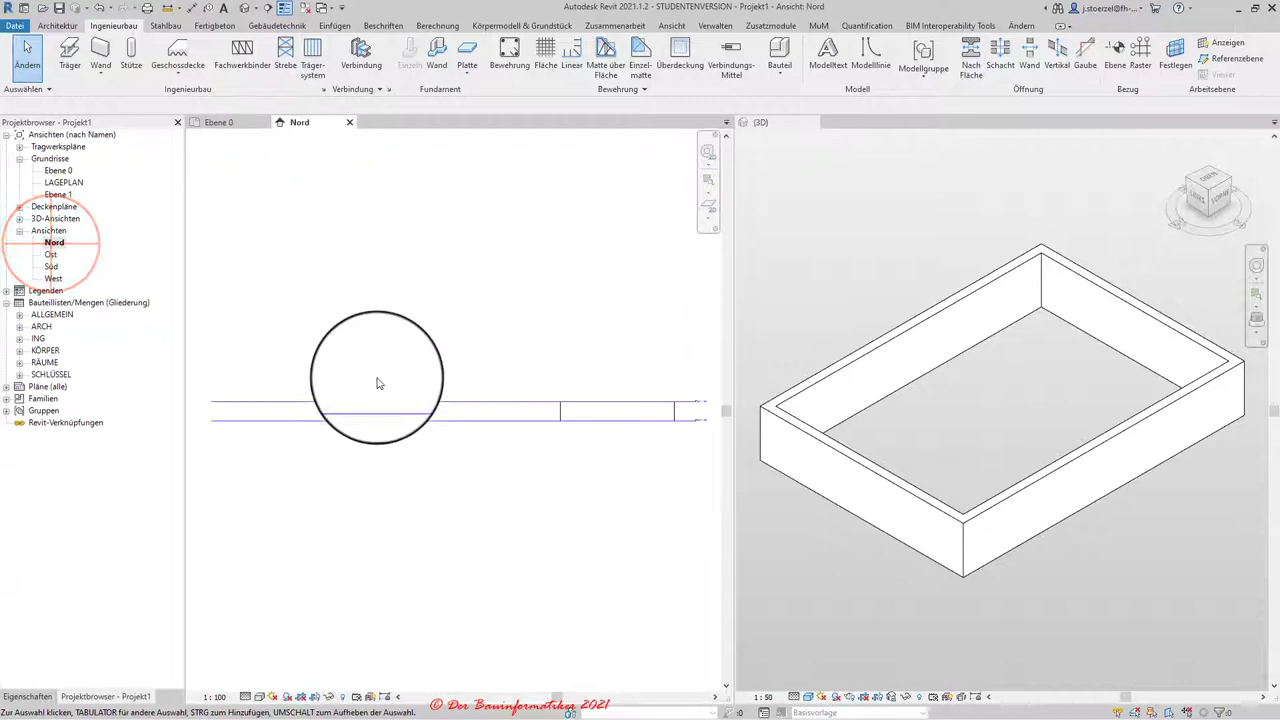 Autodesk Revit 2021.1.2 - STUDENTENVERSION - Projekt1 - Ansicht: Nord
j.stoerzel@fh-...
Datei Architektur Ingenieurbau Stahlbau Fertigbeton Gebäudetechnik Einfügen Beschriften Berechnung Körpermodell & Grundstück Zusammenarbeit Ansicht Verwalten Zusatzmodule MuM Quantification BIM Interoperability Tools Ändern
Ändern Träger Wand Stütze Geschossdecke Fachwerkbinder Strebe Träger-system Verbindung Einzeln Wand Platte Bewehrung Fläche Linear Matte über Fläche Einzel-matte Überdeckung Verbindungs-Mittel Bauteil Modelltext Modelllinie Modellgruppe Nach Fläche Schacht Wand Vertikal Gaube Ebene Raster Festlegen Anzeigen
Referenzebene
Viewer
Auswählen Ingenieurbau Verbindung Fundament Bewehrung Modell Öffnung Bezug Arbeitsebene
Projektbrowser - Projekt1
Ebene 0 Nord (3D)
Ansichten (nach Namen)
Tragwerkspläne
Grundrisse
Ebene 0
LAGEPLAN
Ebene 1
Deckenpläne
3D-Ansichten
Ansichten
Nord
Ost
Süd
West
Legenden
Bauteillisten/Mengen (Gliederung)
ALLGEMEIN
ARCH
ING
KÖRPER
RÄUME
SCHLÜSSEL
Pläne (alle)
Familien
Gruppen
Revit-Verknüpfungen
OBEN
LINKS VORNE
Eigenschaften Projektbrowser - Projekt1
1 : 100
1 : 50
© Der Bauinformatiker 2021
Zur Auswahl klicken, TABULATOR für andere Auswahl, STRG zum Hinzufügen, UMSCHALT zum Aufheben der Auswahl.
:0 Basisvorlage :0